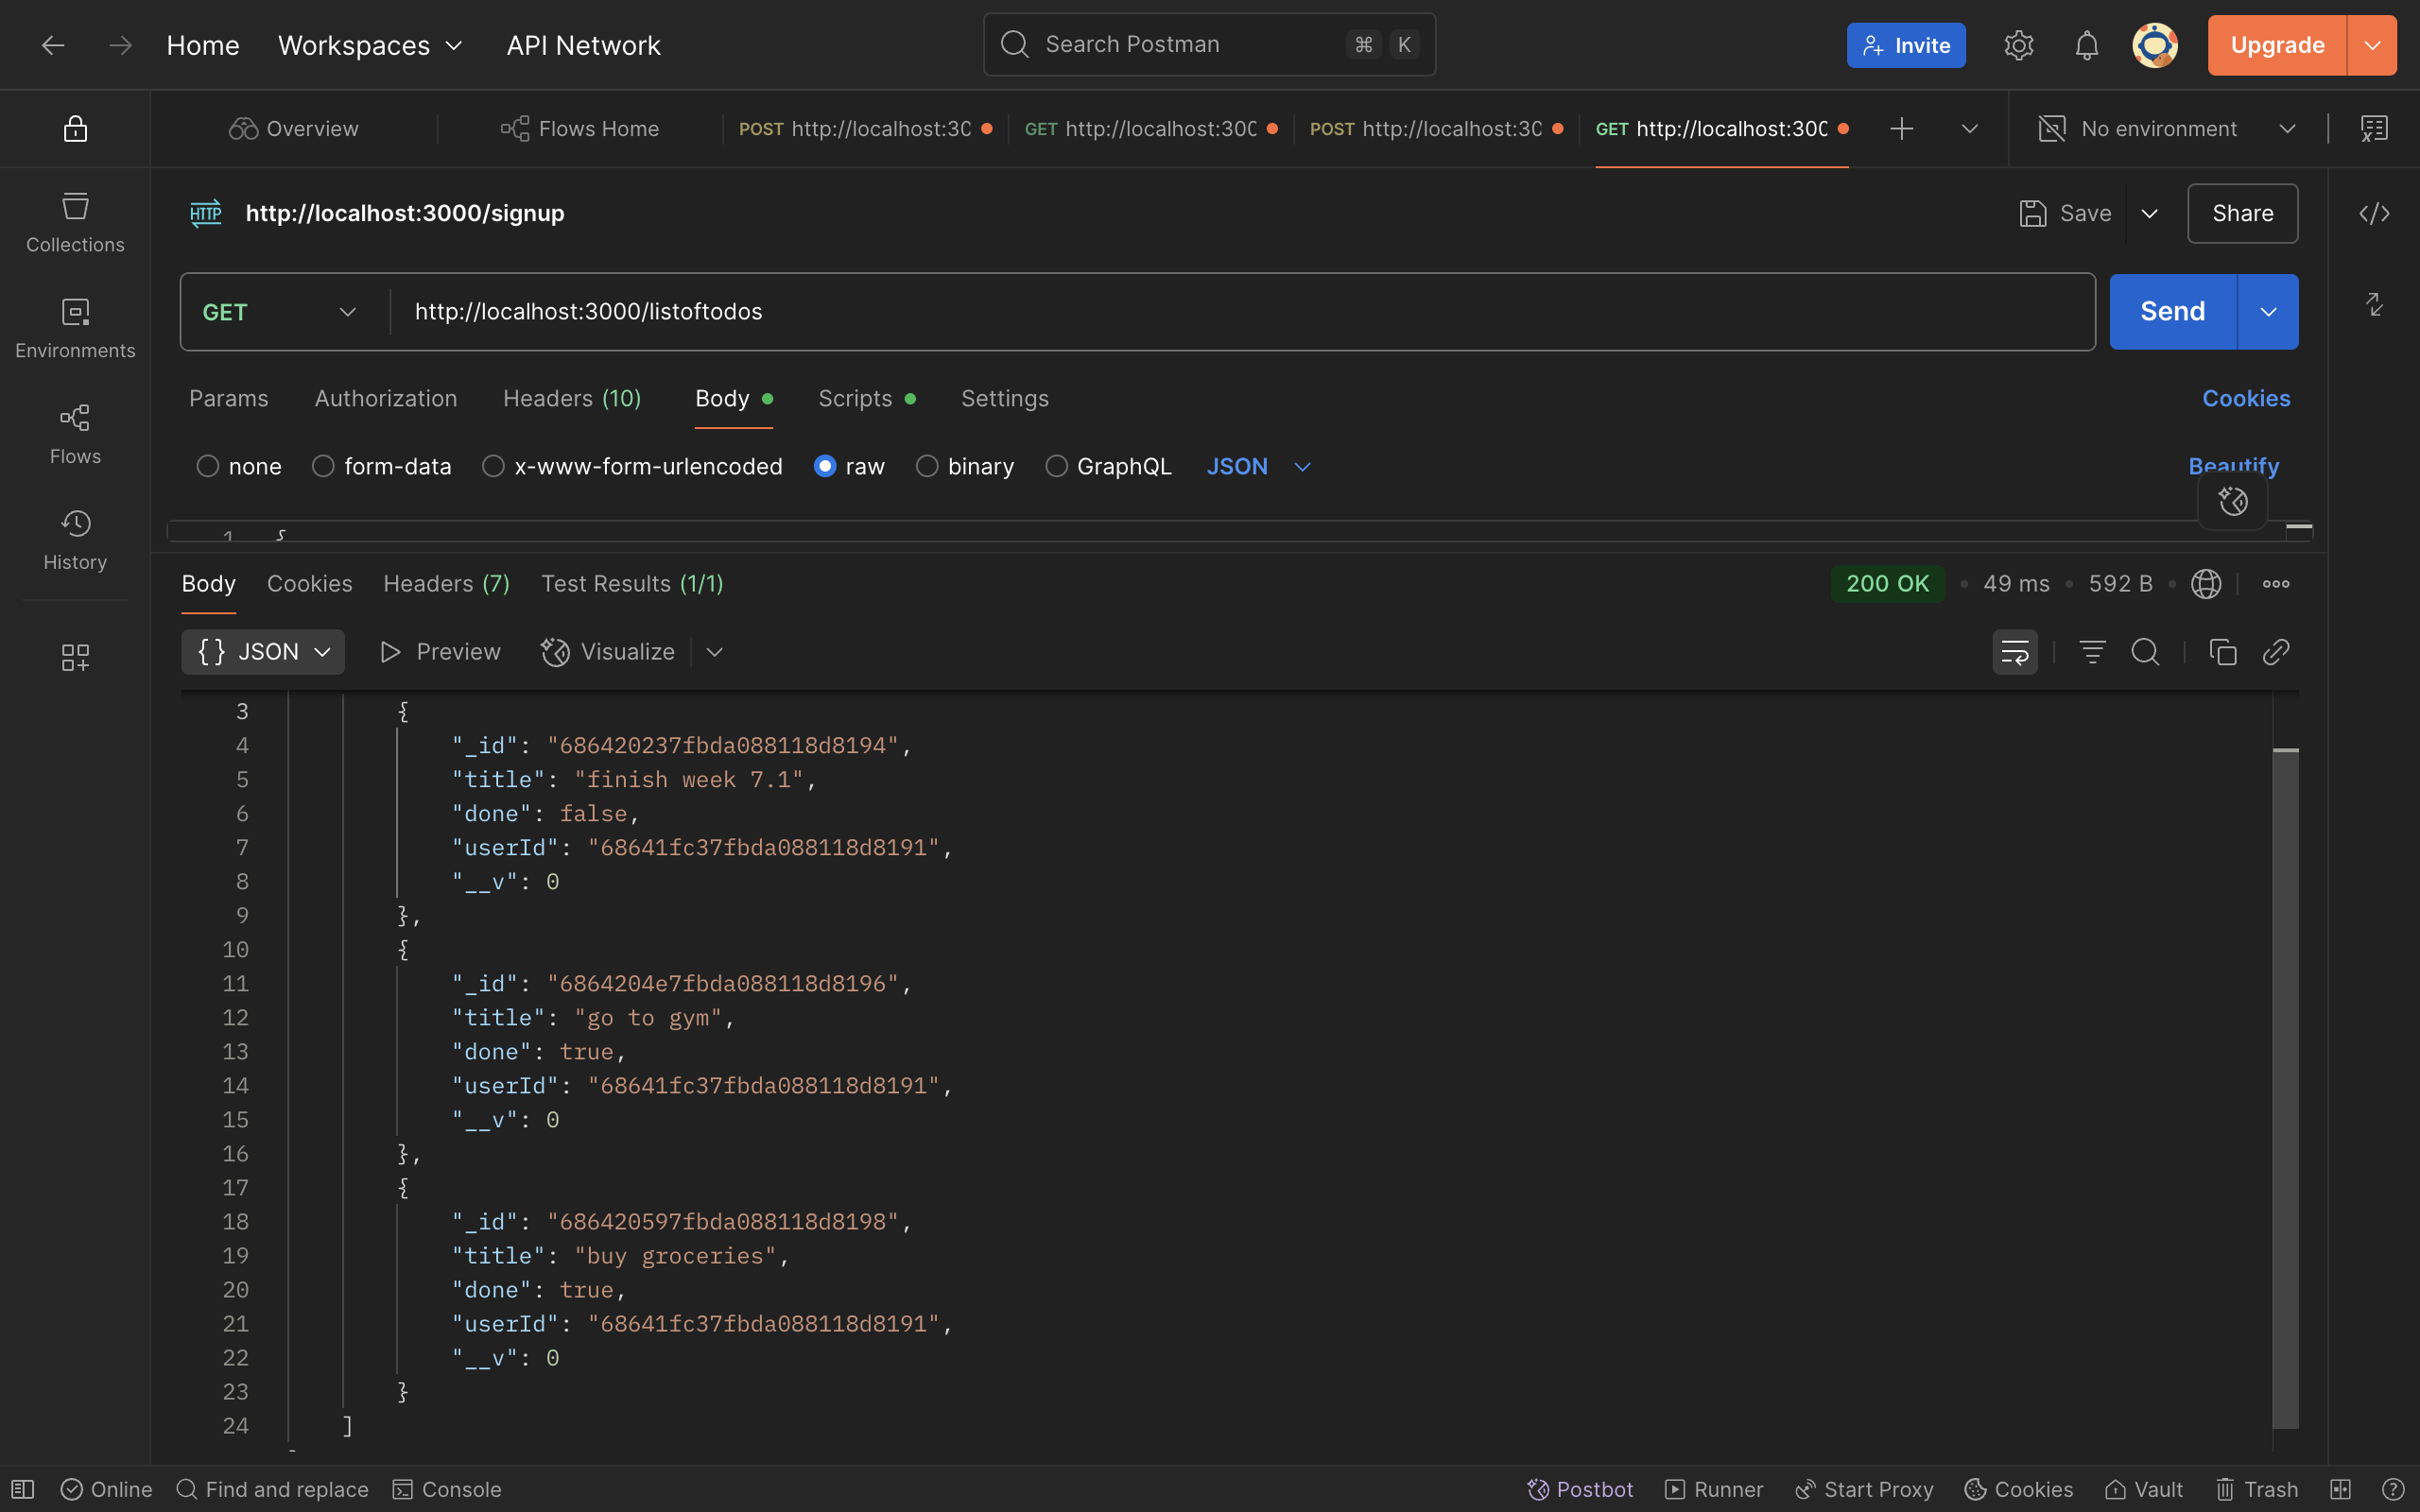 Home Workspaces API Network Search Postman ⌘ K Invite Upgrade
Overview Flows Home POST http://localhost:30 GET http://localhost:300 POST http://localhost:30 GET http://localhost:300 No environment
HTTP http://localhost:3000/signup Save Share
Collections
Environments
Flows
History
GET http://localhost:3000/listoftodos Send
Params Authorization Headers (10) Body Scripts Settings Cookies
none form-data x-www-form-urlencoded raw binary GraphQL JSON Beautify
1 {
Body Cookies Headers (7) Test Results (1/1) 200 OK 49 ms 592 B
{} JSON Preview Visualize
3 {
4 "_id": "686420237fbda088118d8194",
5 "title": "finish week 7.1",
6 "done": false,
7 "userId": "68641fc37fbda088118d8191",
8 "__v": 0
9 },
10 {
11 "_id": "6864204e7fbda088118d8196",
12 "title": "go to gym",
13 "done": true,
14 "userId": "68641fc37fbda088118d8191",
15 "__v": 0
16 },
17 {
18 "_id": "686420597fbda088118d8198",
19 "title": "buy groceries",
20 "done": true,
21 "userId": "68641fc37fbda088118d8191",
22 "__v": 0
23 }
24 ]
Online Find and replace Console Postbot Runner Start Proxy Cookies Vault Trash